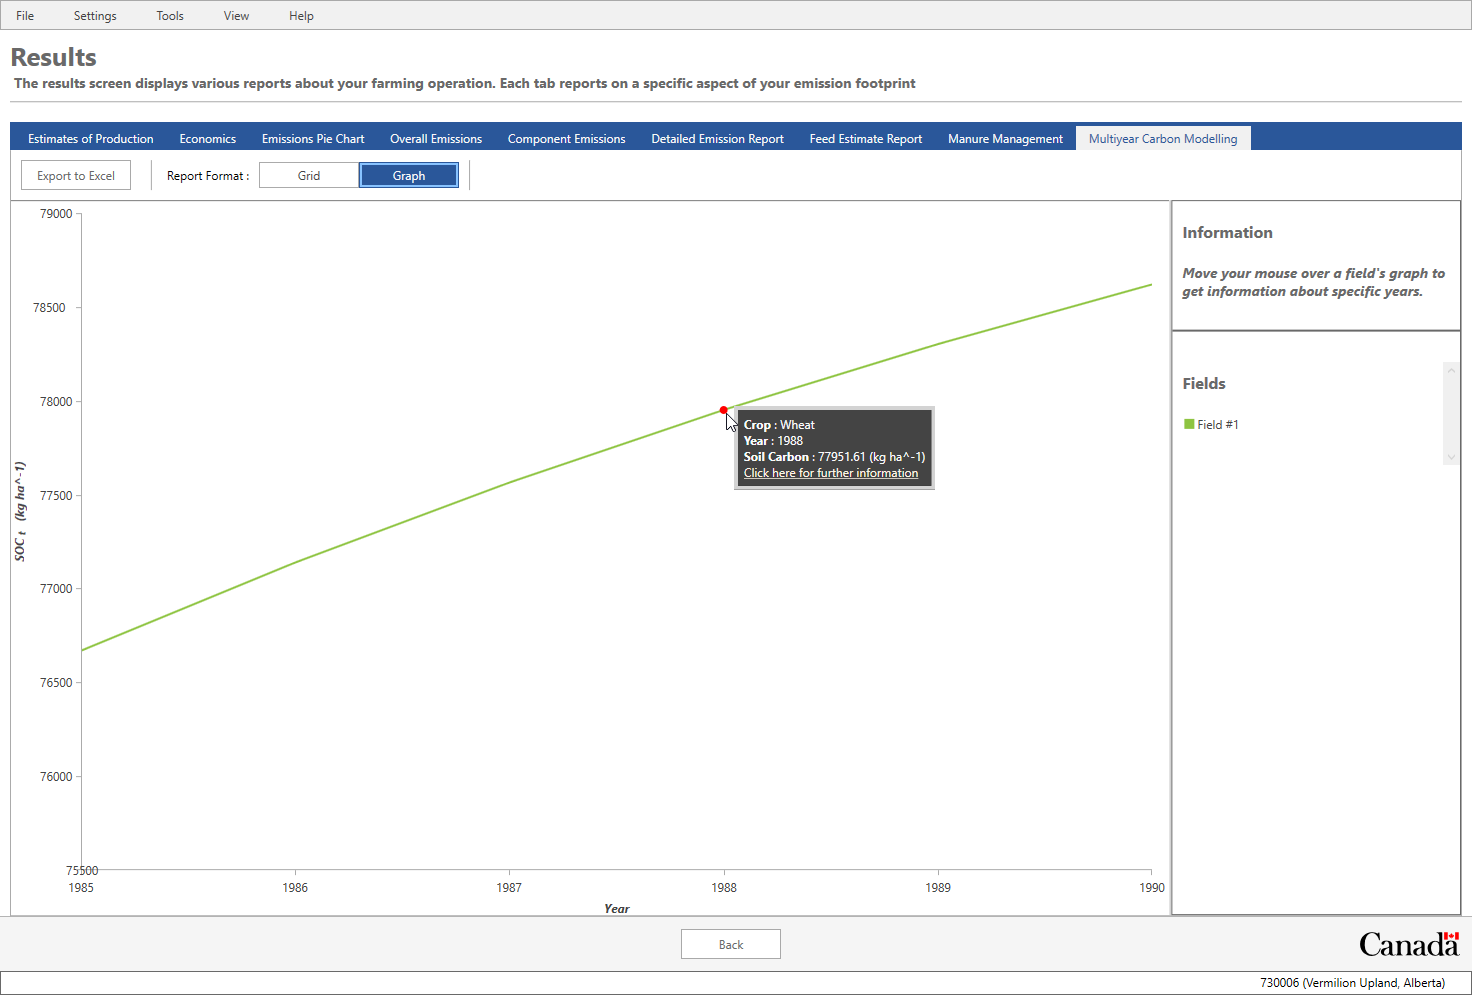 File Settings Tools View Help
Results
The results screen displays various reports about your farming operation. Each tab reports on a specific aspect of your emission footprint
Estimates of Production Economics Emissions Pie Chart Overall Emissions Component Emissions Detailed Emission Report Feed Estimate Report Manure Management Multiyear Carbon Modelling
Export to Excel Report Format : Grid Graph
79000
78500
78000
77500
77000
76500
76000
75500
SOC t (kg ha^-1)
Crop : Wheat
Year : 1988
Soil Carbon : 77951.61 (kg ha^-1)
Click here for further information
1985 1986 1987 1988 1989 1990
Year
Information
Move your mouse over a field's graph to
get information about specific years.
Fields
Field #1
Back
Canada
730006 (Vermilion Upland, Alberta)